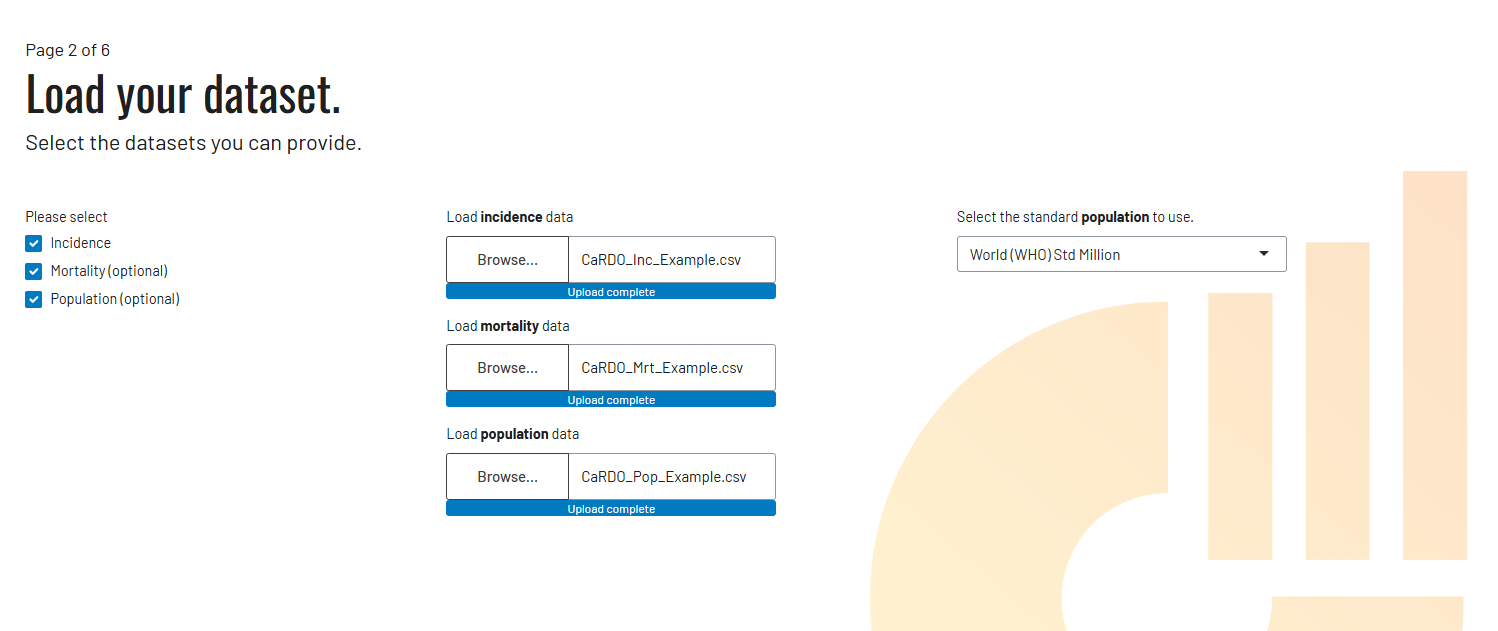 Page 2 of 6
Load your dataset.
Select the datasets you can provide.
Please select
Incidence
Mortality (optional)
Population (optional)
Load incidence data
Browse... CaRDO_Inc_Example.csv
Upload complete
Load mortality data
Browse... CaRDO_Mrt_Example.csv
Upload complete
Load population data
Browse... CaRDO_Pop_Example.csv
Upload complete
Select the standard population to use.
World (WHO) Std Million